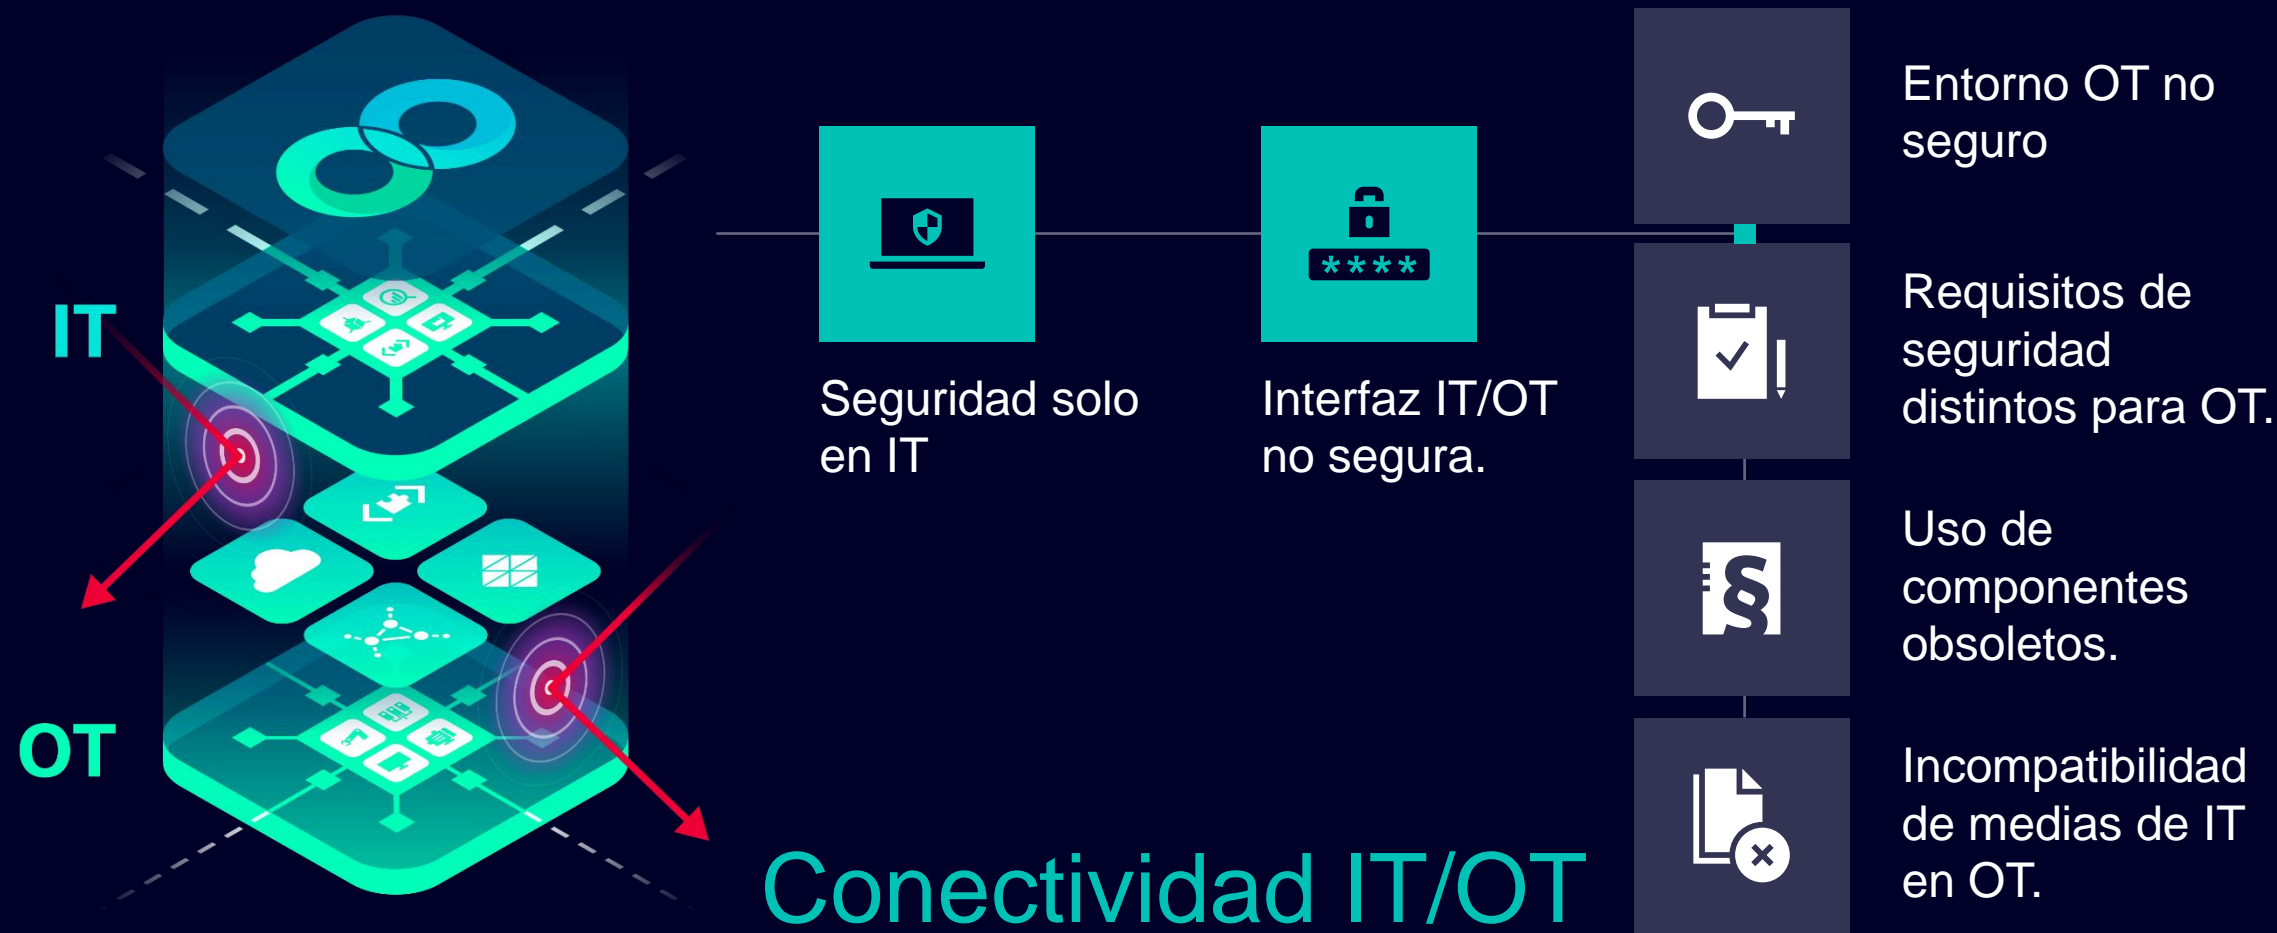 IT
OT
Seguridad solo
en IT
Interfaz IT/OT
no segura.
****
Entorno OT no
seguro
Requisitos de
seguridad
distintos para OT.
Uso de
componentes
obsoletos.
Incompatibilidad
de medias de IT
en OT.
Conectividad IT/OT